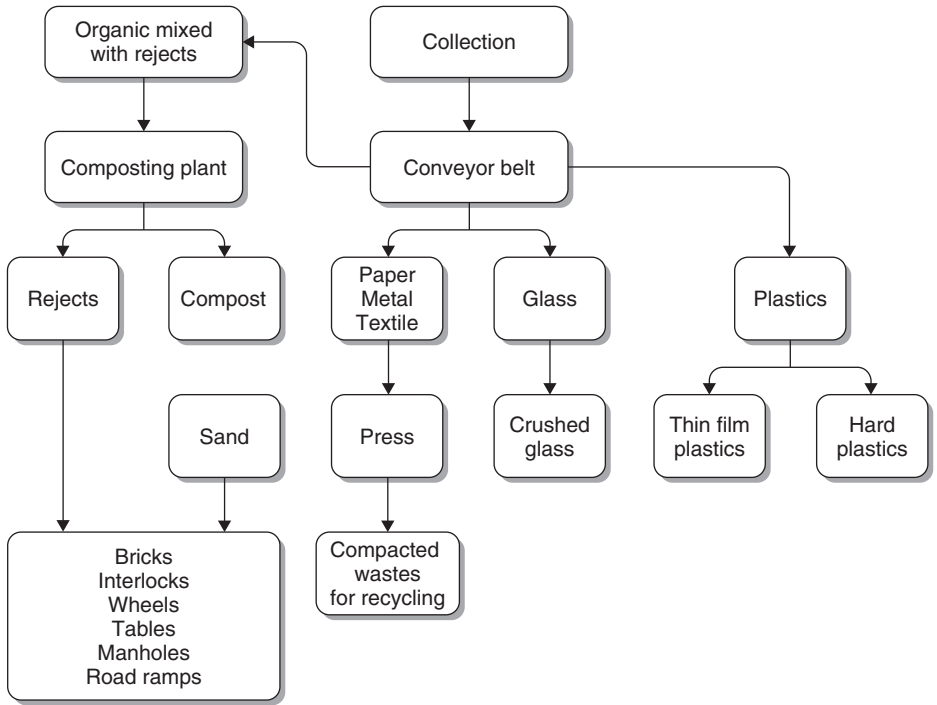 Organic mixed
with rejects
Collection
Composting plant
Conveyor belt
Rejects
Compost
Paper
Metal
Textile
Glass
Plastics
Sand
Press
Crushed
glass
Thin film
plastics
Hard
plastics
Bricks
Interlocks
Wheels
Tables
Manholes
Road ramps
Compacted
wastes
for recycling